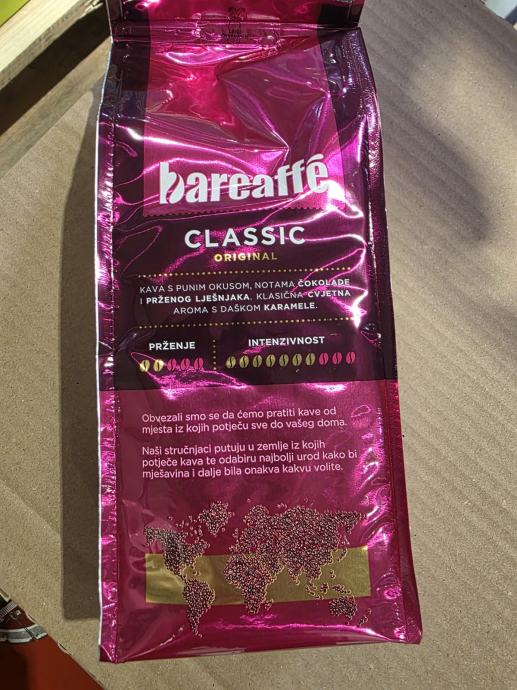 barcaffè
CLASSIC
ORIGINAL
KAVA S PUNIM OKUSOM, NOTAMA ČOKOLADE
I PRŽENOG LJEŠNJAKA. KLASIČNA CVJETNA
AROMA S DAŠKOM KARAMELE.
PRŽENJE
INTENZIVNOST
Obvezali smo se da ćemo pratiti kave od
mjesta iz kojih potječu sve do vašeg doma.
Naši stručnjaci putuju u zemlje iz kojih
potječe kava te odabiru najbolji urod kako bi
mješavina i dalje bila onakva kakvu volite.